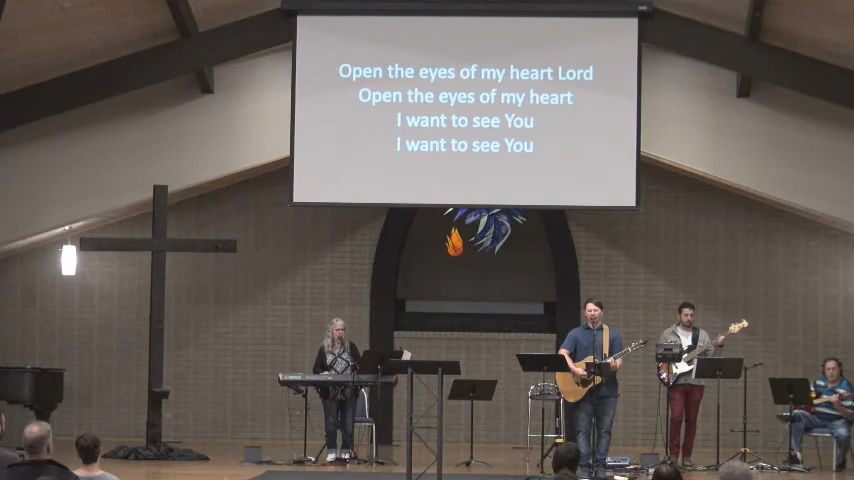 Open the eyes of my heart Lord
Open the eyes of my heart
I want to see You
I want to see You